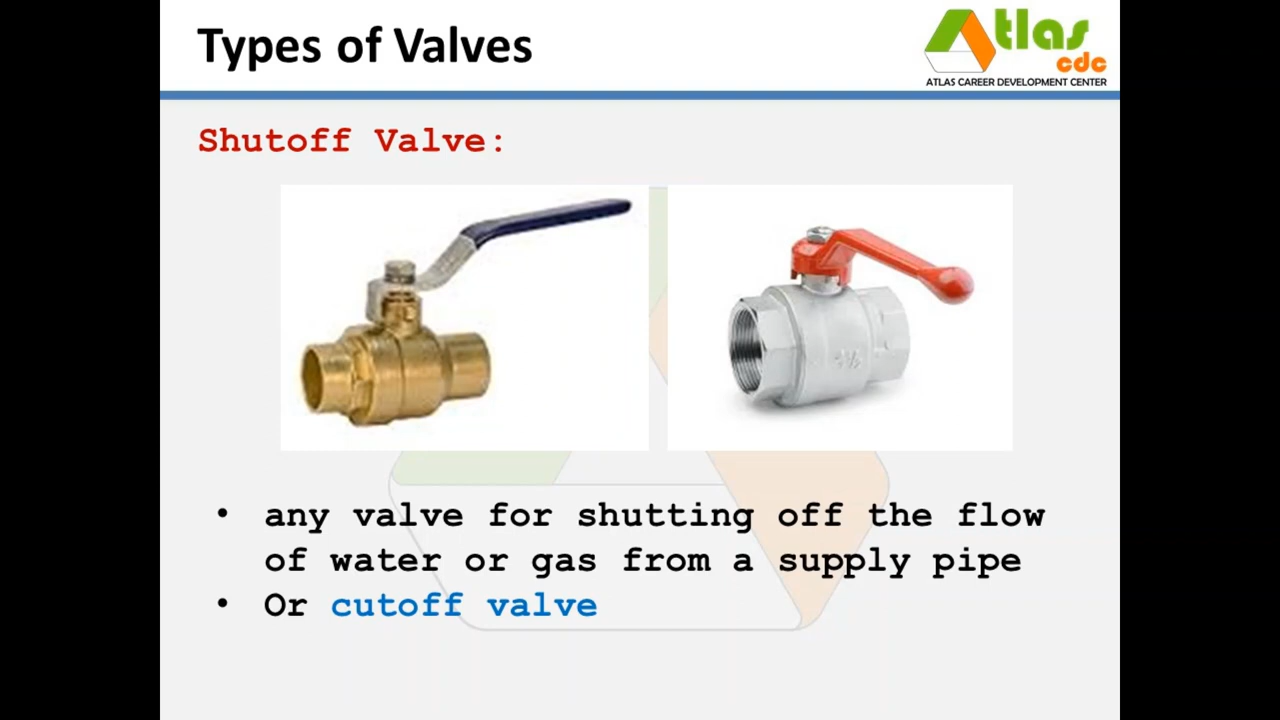 Types of Valves
Atlas
cdc
ATLAS CAREER DEVELOPMENT CENTER
Shutoff Valve:
• any valve for shutting off the flow
of water or gas from a supply pipe
• Or cutoff valve